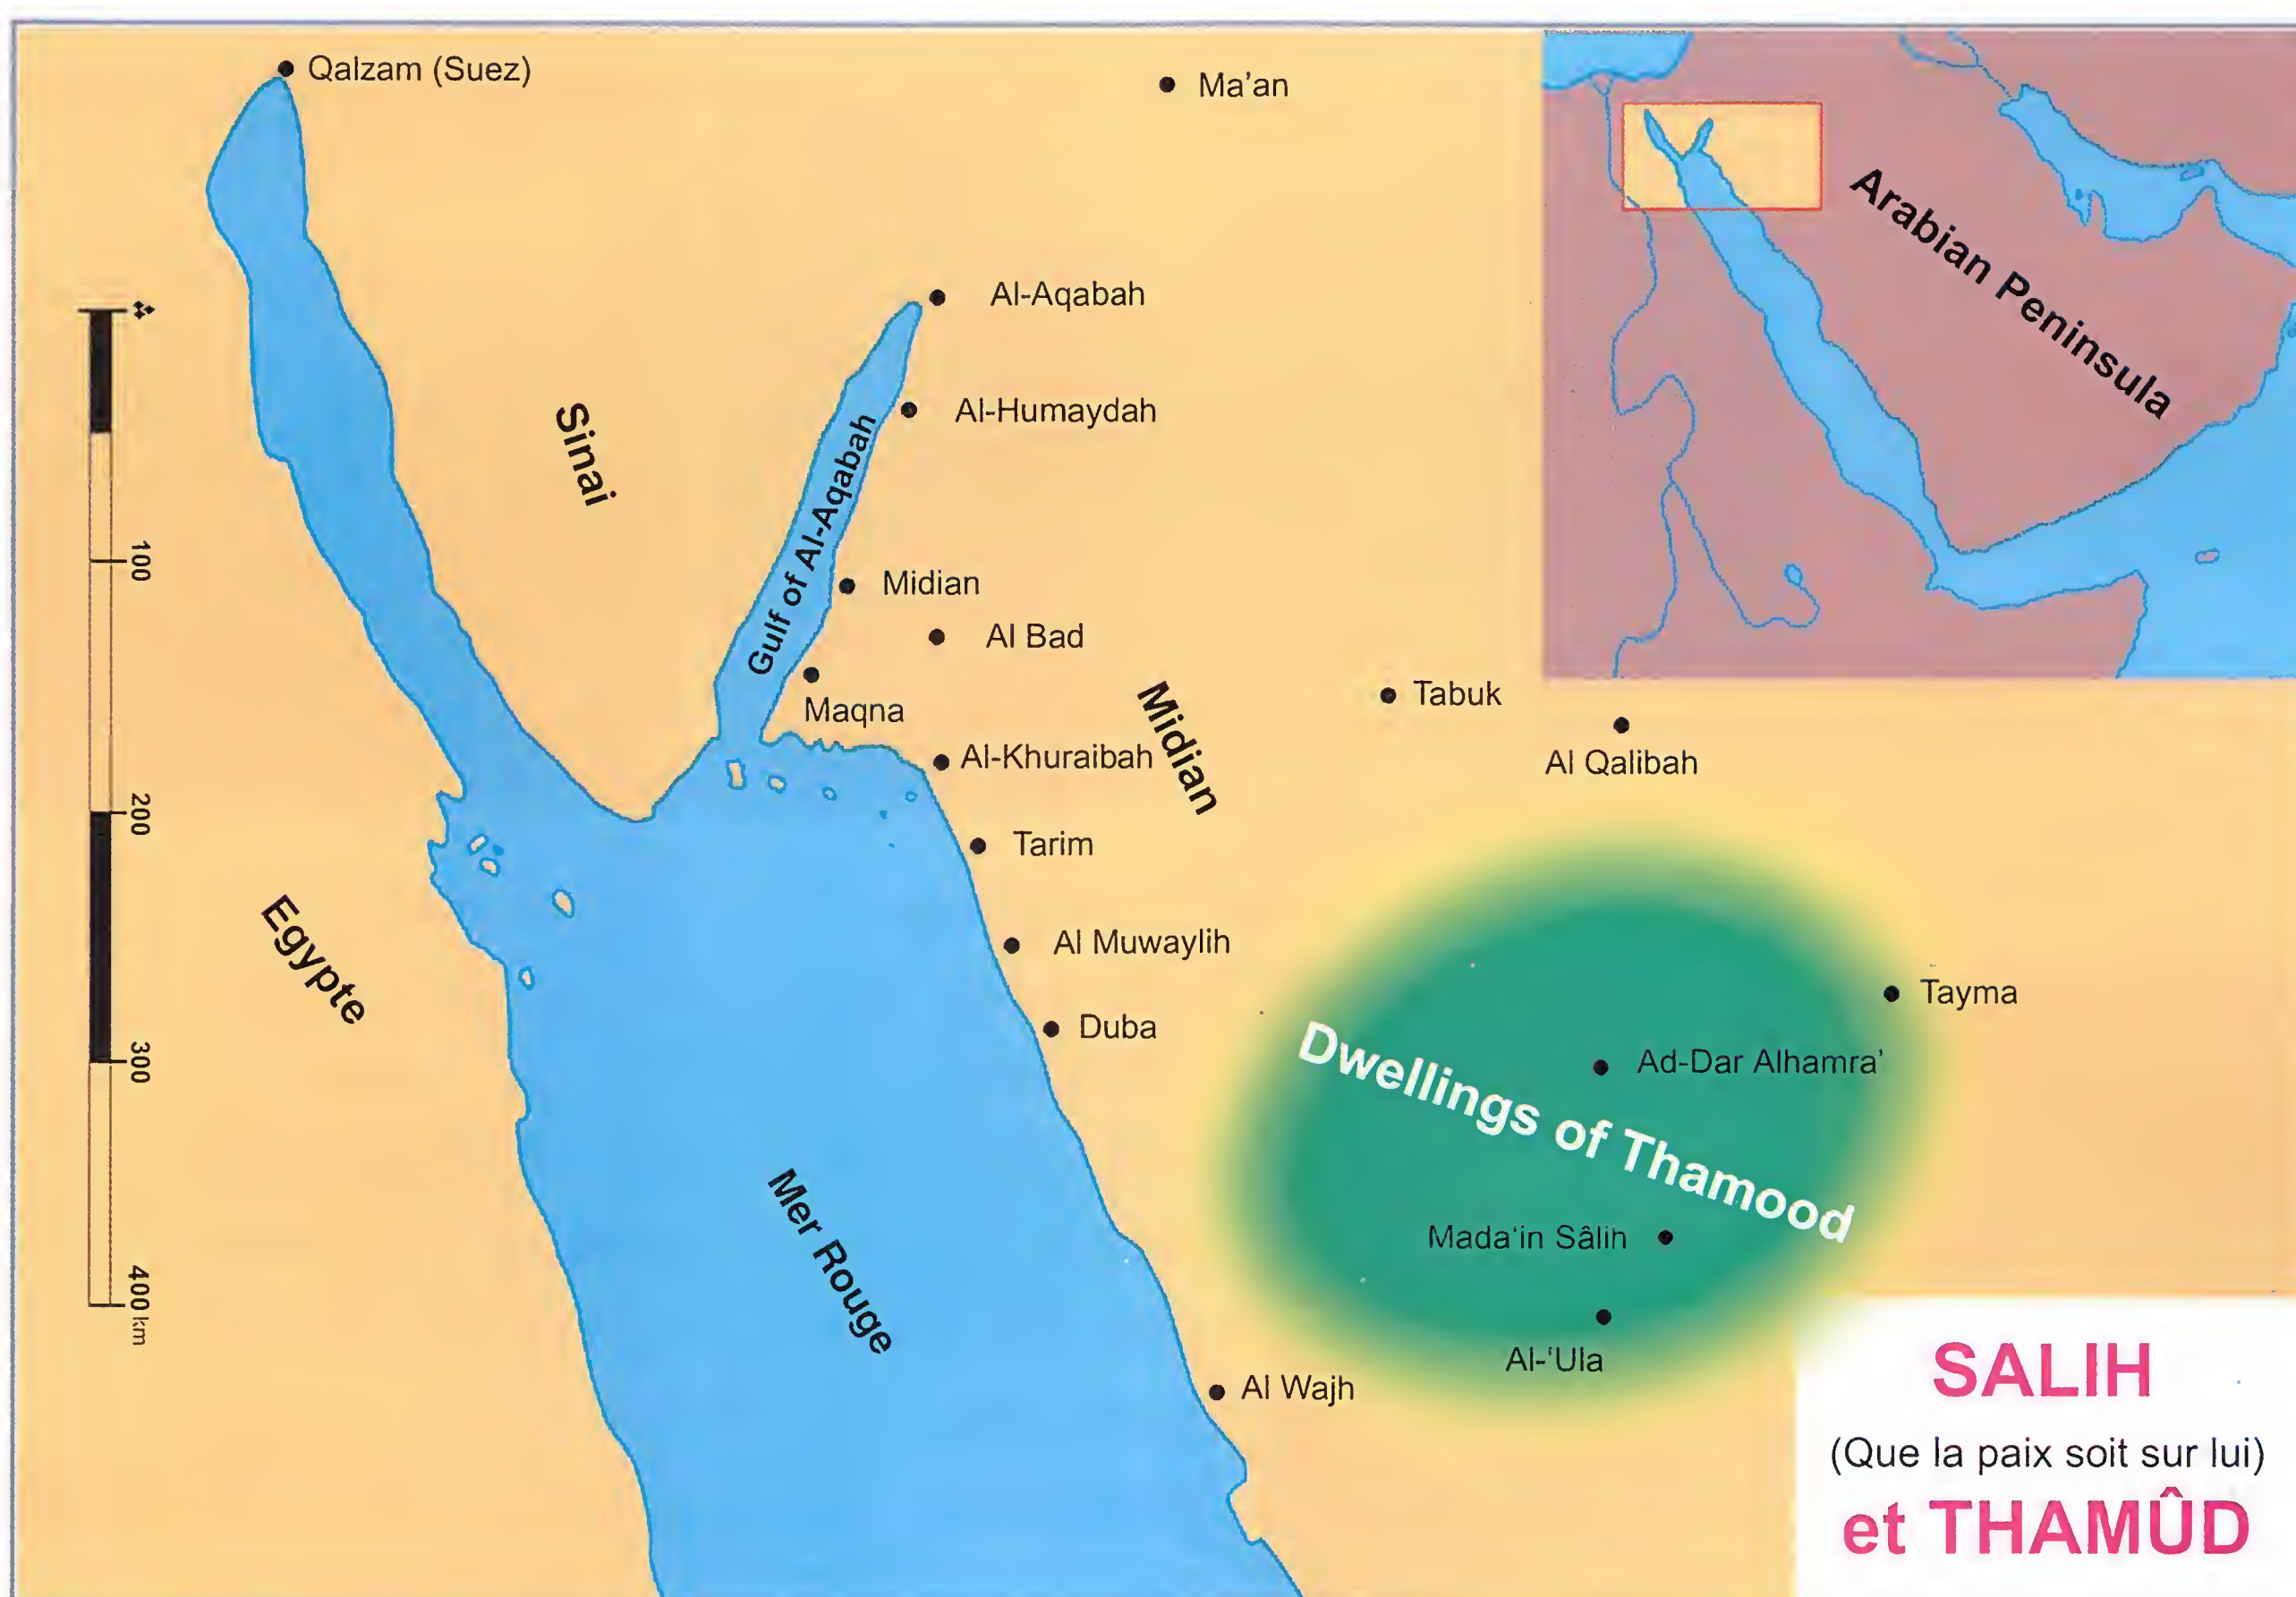 Qalzam (Suez)
Ma'an
Arabian Peninsula
Al-Aqabah
Al-Humaydah
Sinai
Gulf of Al-Aqabah
100
Midian
Al Bad
Maqna
Midian
Tabuk
Al Qalibah
Al-Khuraibah
200
Tarim
Egypte
Al Muwaylih
Tayma
Duba
300
Ad-Dar Alhamra'
Dwellings of Thamood
Mer Rouge
Mada'in Sâlih
400 km
Al-'Ula
Al Wajh
SALIH
(Que la paix soit sur lui)
et THAMÛD